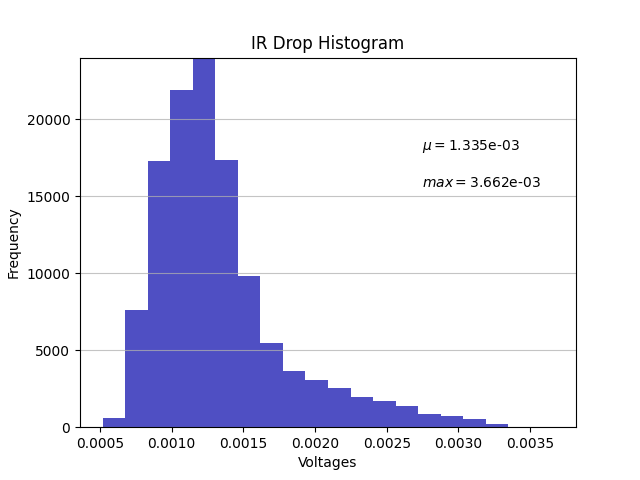 IR Drop Histogram
20000
15000
10000
5000
0
Frequency
μ = 1.335e-03
max = 3.662e-03
0.0005 0.0010 0.0015 0.0020 0.0025 0.0030 0.0035
Voltages